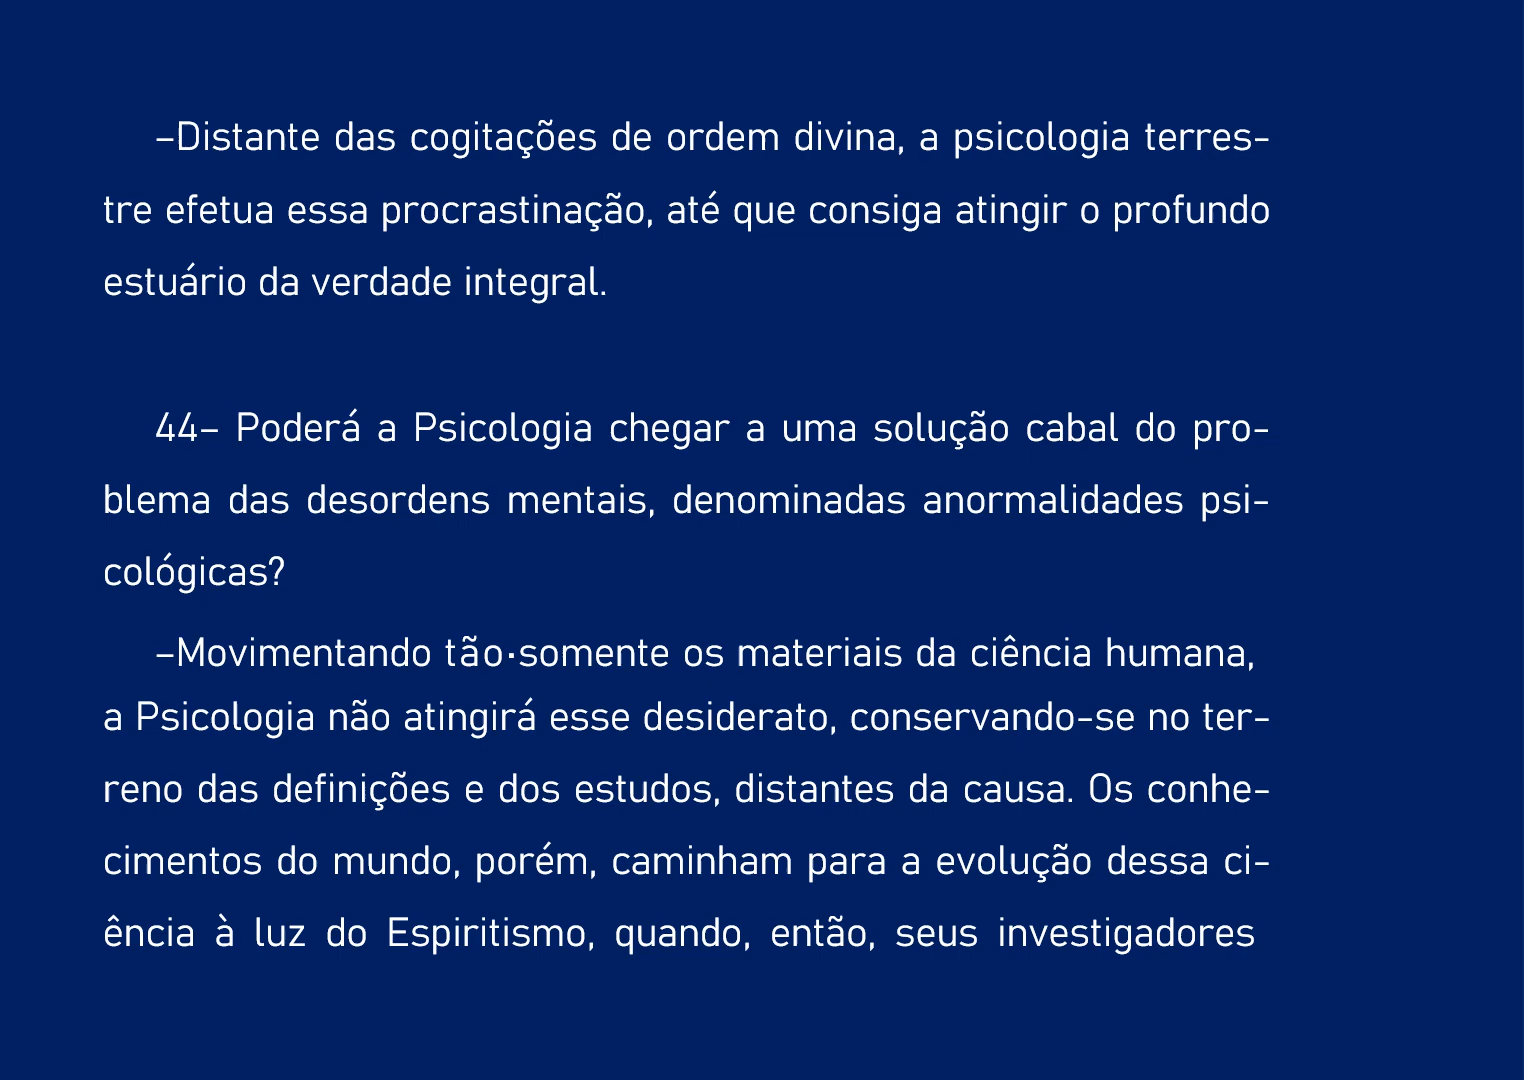 –Distante das cogitações de ordem divina, a psicologia terres-
tre efetua essa procrastinação, até que consiga atingir o profundo
estuário da verdade integral.
44– Poderá a Psicologia chegar a uma solução cabal do pro-
blema das desordens mentais, denominadas anormalidades psi-
cológicas?
–Movimentando tão·somente os materiais da ciência humana,
a Psicologia não atingirá esse desiderato, conservando-se no ter-
reno das definições e dos estudos, distantes da causa. Os conhe-
cimentos do mundo, porém, caminham para a evolução dessa ci-
ência à luz do Espiritismo, quando, então, seus investigadores